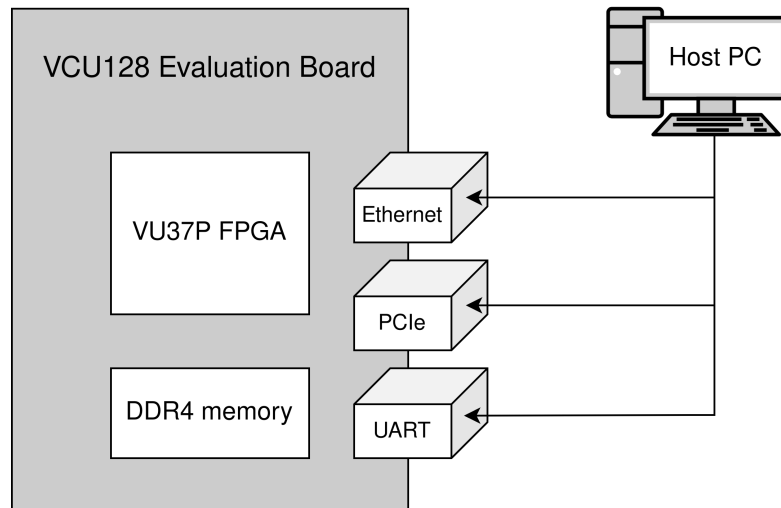 VCU128 Evaluation Board
Host PC
VU37P FPGA
Ethernet
PCIe
DDR4 memory
UART